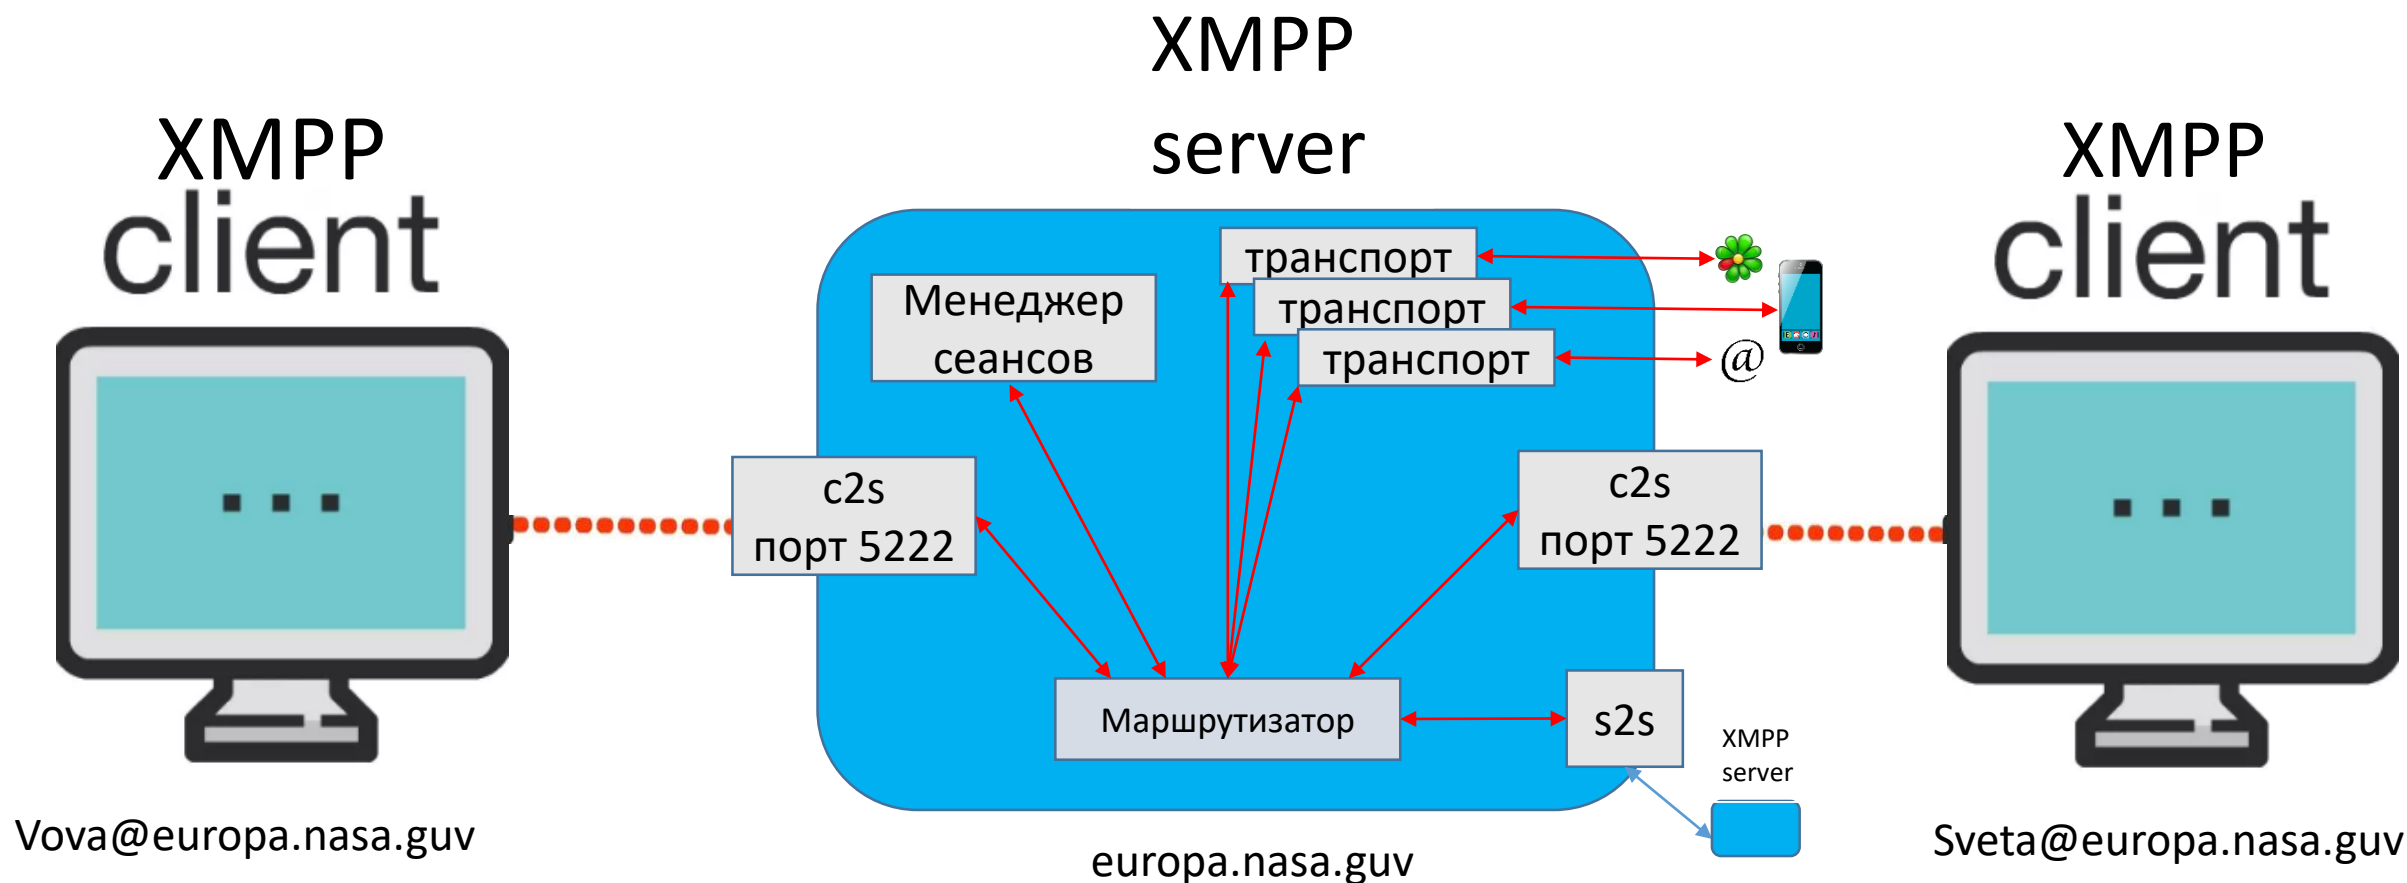 XMPP
server
XMPP
client
XMPP
client
транспорт
транспорт
транспорт
Менеджер
сеансов
@
c2s
порт 5222
c2s
порт 5222
Маршрутизатор
s2s
XMPP
server
Vova@europa.nasa.guv
europa.nasa.guv
Sveta@europa.nasa.guv